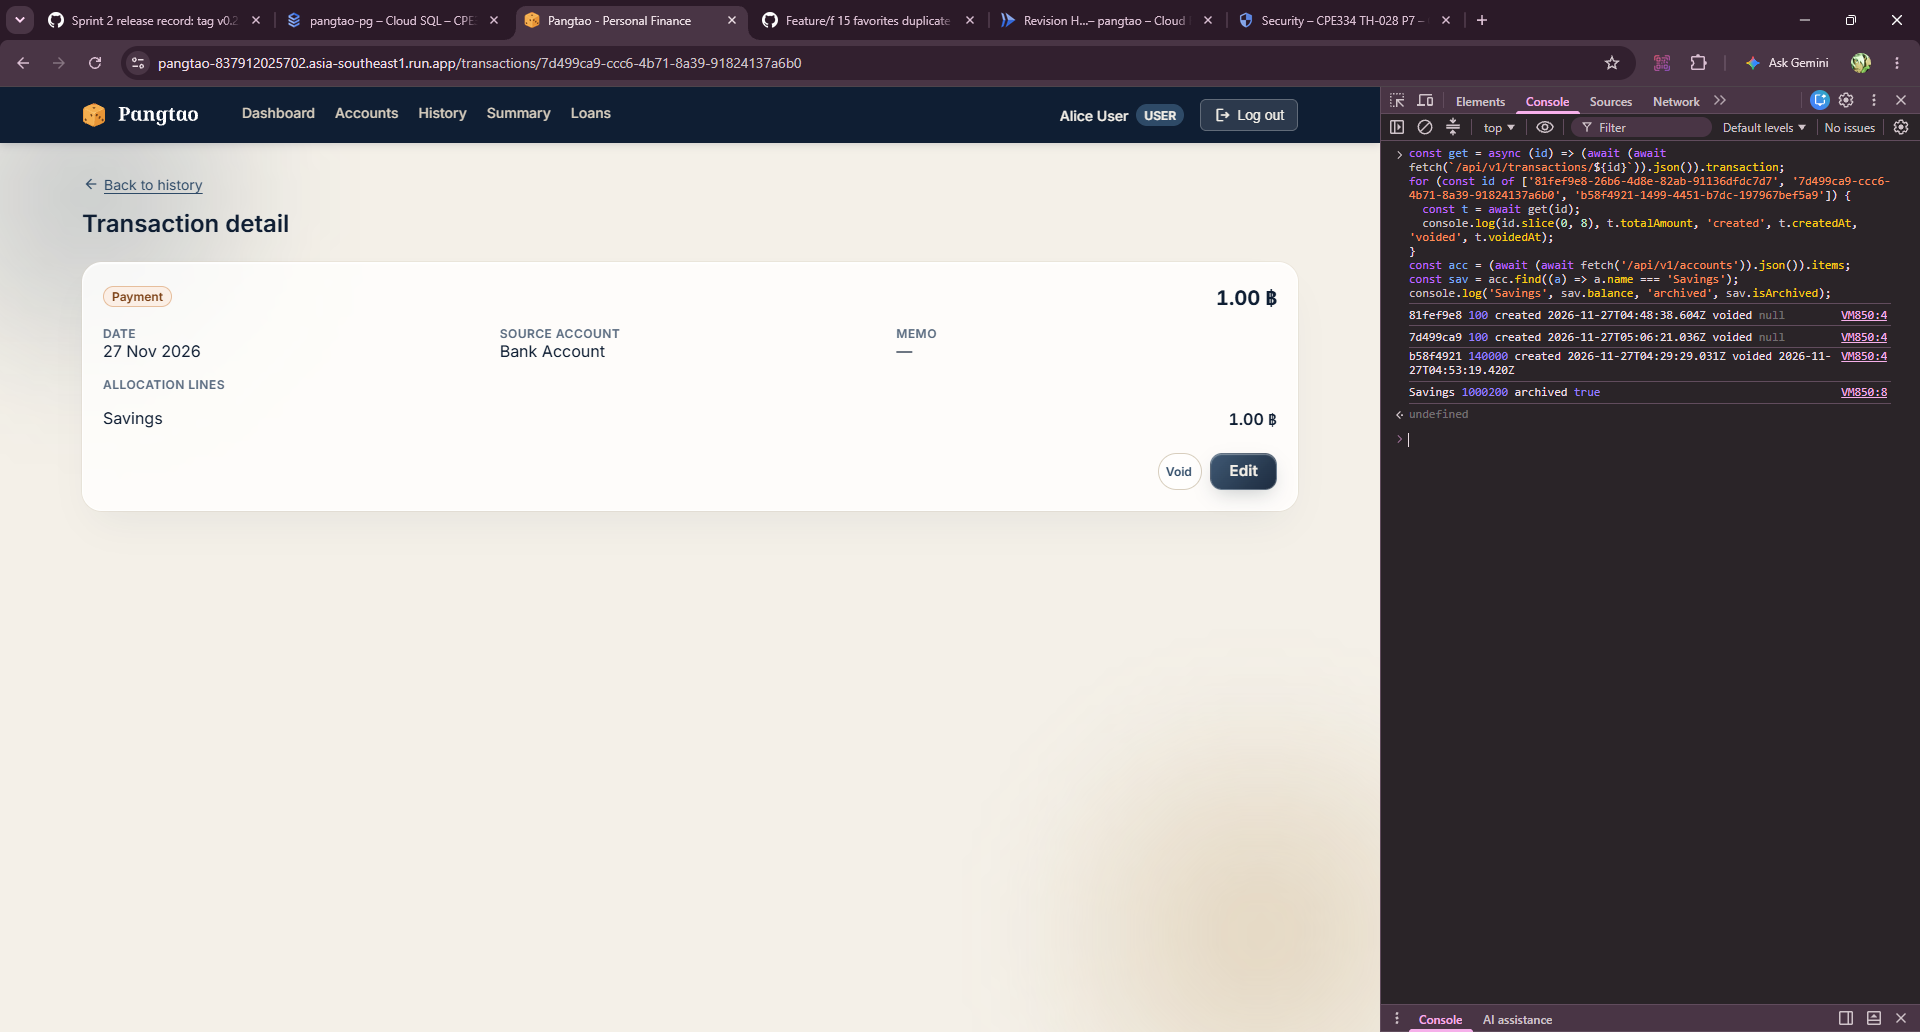 Sprint 2 release record: tag v0.2
pangtao-pg – Cloud SQL – CPE3
Pangtao - Personal Finance
Feature/f 15 favorites duplicate
Revision H...– pangtao – Cloud
Security – CPE334 TH-028 P7 –
pangtao-837912025702.asia-southeast1.run.app/transactions/7d499ca9-ccc6-4b71-8a39-91824137a6b0
Ask Gemini
Pangtao
Dashboard
Accounts
History
Summary
Loans
Alice User
USER
Log out
Back to history
Transaction detail
Payment
1.00 ฿
DATE
27 Nov 2026
SOURCE ACCOUNT
Bank Account
MEMO
—
ALLOCATION LINES
Savings
1.00 ฿
Void
Edit
Elements
Console
Sources
Network
top
Filter
Default levels
No issues
const get = async (id) => (await (await
fetch(`/api/v1/transactions/${id}`)).json()).transaction;
for (const id of ['81fef9e8-26b6-4d8e-82ab-91136dfdc7d7', '7d499ca9-ccc6-
4b71-8a39-91824137a6b0', 'b58f4921-1499-4451-b7dc-197967bef5a9']) {
const t = await get(id);
console.log(id.slice(0, 8), t.totalAmount, 'created', t.createdAt,
'voided', t.voidedAt);
}
const acc = (await (await fetch('/api/v1/accounts')).json()).items;
const sav = acc.find((a) => a.name === 'Savings');
console.log('Savings', sav.balance, 'archived', sav.isArchived);
81fef9e8 100 created 2026-11-27T04:48:38.604Z voided null VM850:4
7d499ca9 100 created 2026-11-27T05:06:21.036Z voided null VM850:4
b58f4921 140000 created 2026-11-27T04:29:29.031Z voided 2026-11- VM850:4
27T04:53:19.420Z
Savings 1000200 archived true VM850:8
undefined
Console
AI assistance